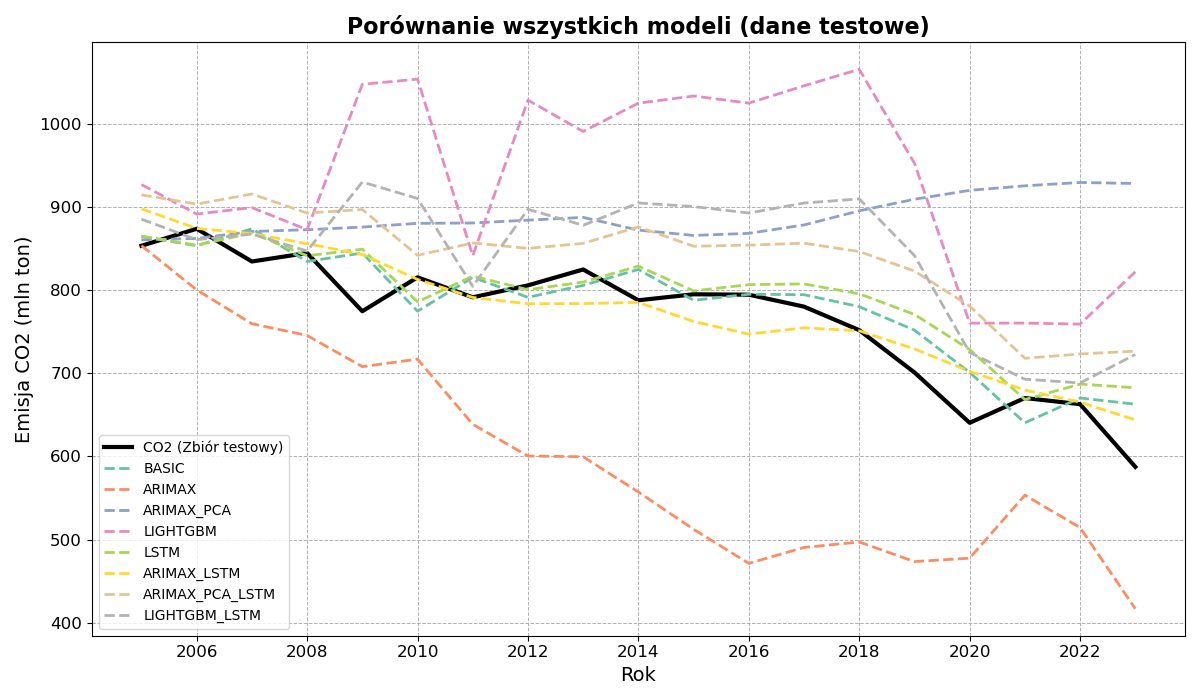 Porównanie wszystkich modeli (dane testowe)
Emisja CO2 (mln ton)
1000
900
800
700
600
500
400
CO2 (Zbiór testowy)
BASIC
ARIMAX
ARIMAX_PCA
LIGHTGBM
LSTM
ARIMAX_LSTM
ARIMAX_PCA_LSTM
LIGHTGBM_LSTM
2006 2008 2010 2012 2014 2016 2018 2020 2022
Rok